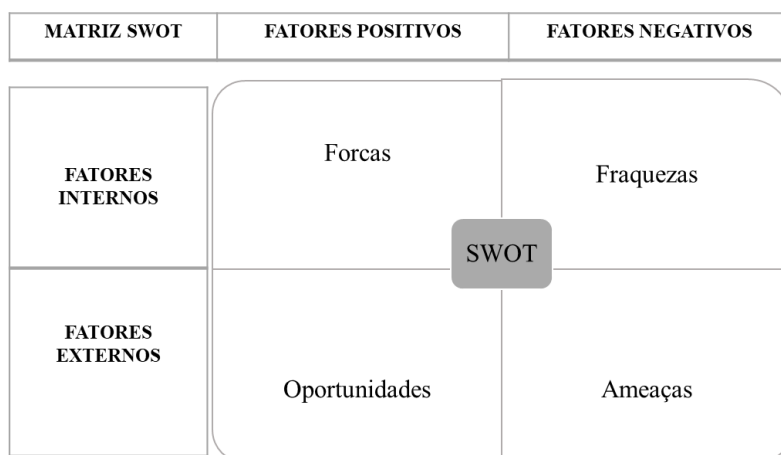 MATRIZ SWOT
FATORES POSITIVOS
FATORES NEGATIVOS
FATORES
INTERNOS
Forcas
Fraquezas
SWOT
FATORES
EXTERNOS
Oportunidades
Ameaças